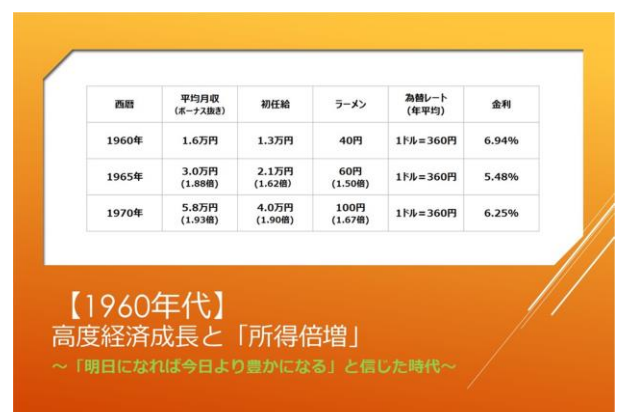 西暦 平均月収 初任給 ラーメン 為替レート 金利
(ボーナス抜き) (年平均)
1960年 1.6万円 1.3万円 40円 1ドル=360円 6.94%
1965年 3.0万円 2.1万円 60円 1ドル=360円 5.48%
(1.88倍) (1.62倍) (1.50倍)
1970年 5.8万円 4.0万円 100円 1ドル=360円 6.25%
(1.93倍) (1.90倍) (1.67倍)
【1960年代】
高度経済成長と「所得倍増」
～「明日になれば今日より豊かになる」と信じた時代～